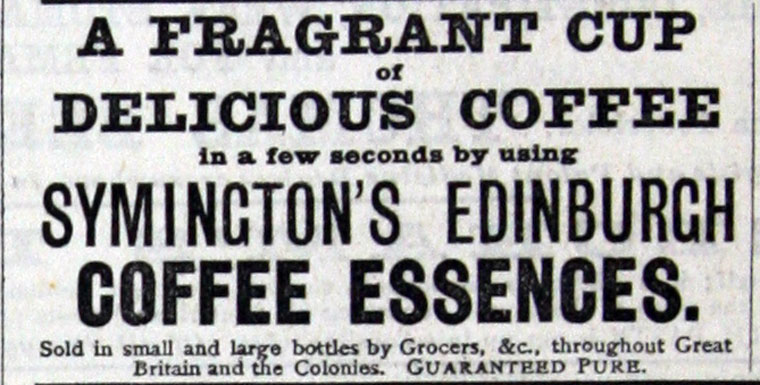 A FRAGRANT CUP
of
DELICIOUS COFFEE
in a few seconds by using
SYMINGTON'S EDINBURGH
COFFEE ESSENCES.
Sold in small and large bottles by Grocers, &c., throughout Great
Britain and the Colonies. GUARANTEED PURE.